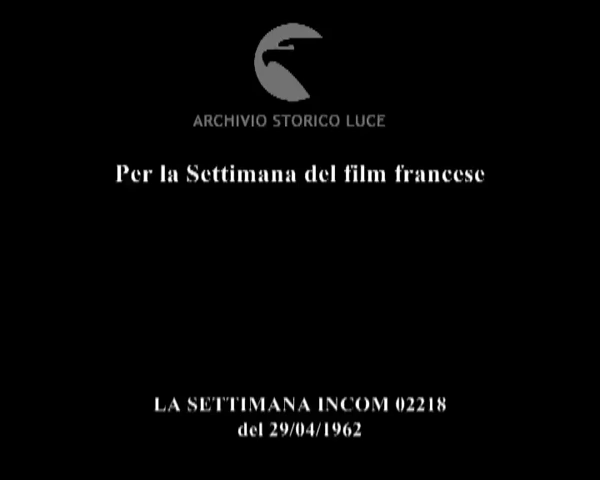 ARCHIVIO STORICO LUCE
Per la Settimana del film francese
LA SETTIMANA INCOM 02218
del 29/04/1962